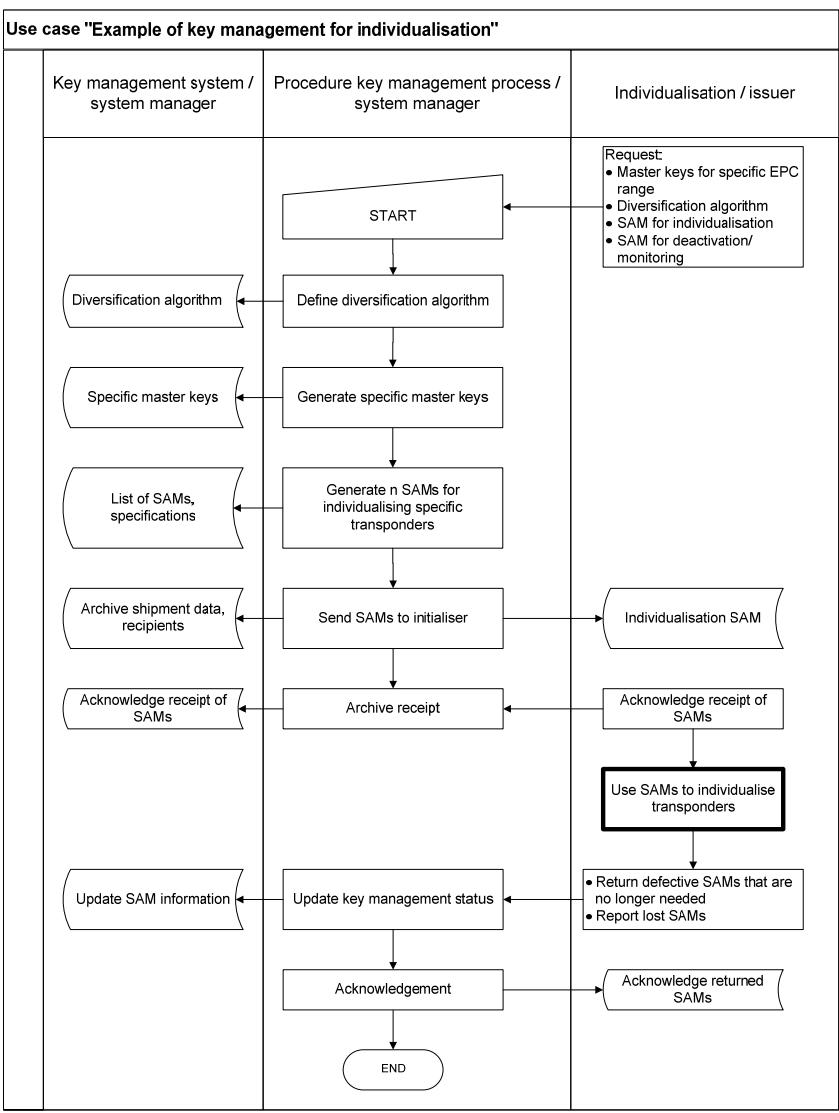 Use case "Example of key management for individualisation"
Key management system /
system manager
Procedure key management process /
system manager
Individualisation / issuer
Request:
• Master keys for specific EPC
range
• Diversification algorithm
• SAM for individualisation
• SAM for deactivation/
monitoring
START
Diversification algorithm
Define diversification algorithm
Specific master keys
Generate specific master keys
List of SAMs,
specifications
Generate n SAMs for
individualising specific
transponders
Archive shipment data,
recipients
Send SAMs to initialiser
Individualisation SAM
Acknowledge receipt of
SAMs
Archive receipt
Acknowledge receipt of
SAMs
Use SAMs to individualise
transponders
Update SAM information
Update key management status
• Return defective SAMs that are
no longer needed
• Report lost SAMs
Acknowledgement
Acknowledge returned
SAMs
END